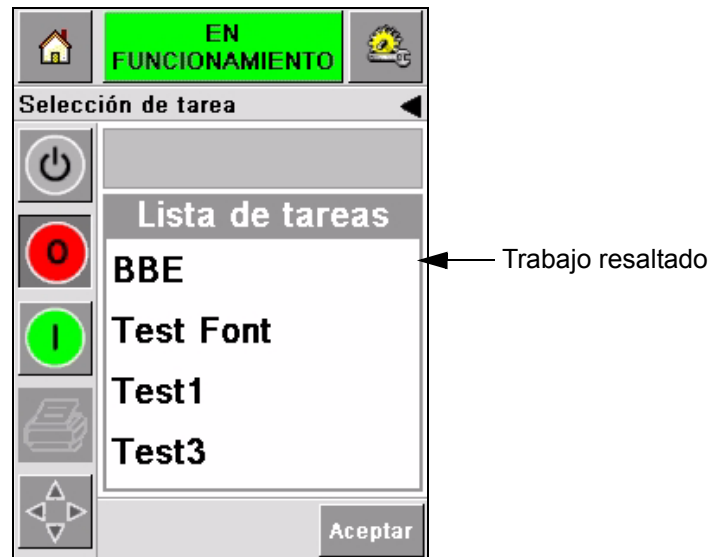 EN
FUNCIONAMIENTO
Selección de tarea
Lista de tareas
BBE
Trabajo resaltado
Test Font
Test1
Test3
Aceptar